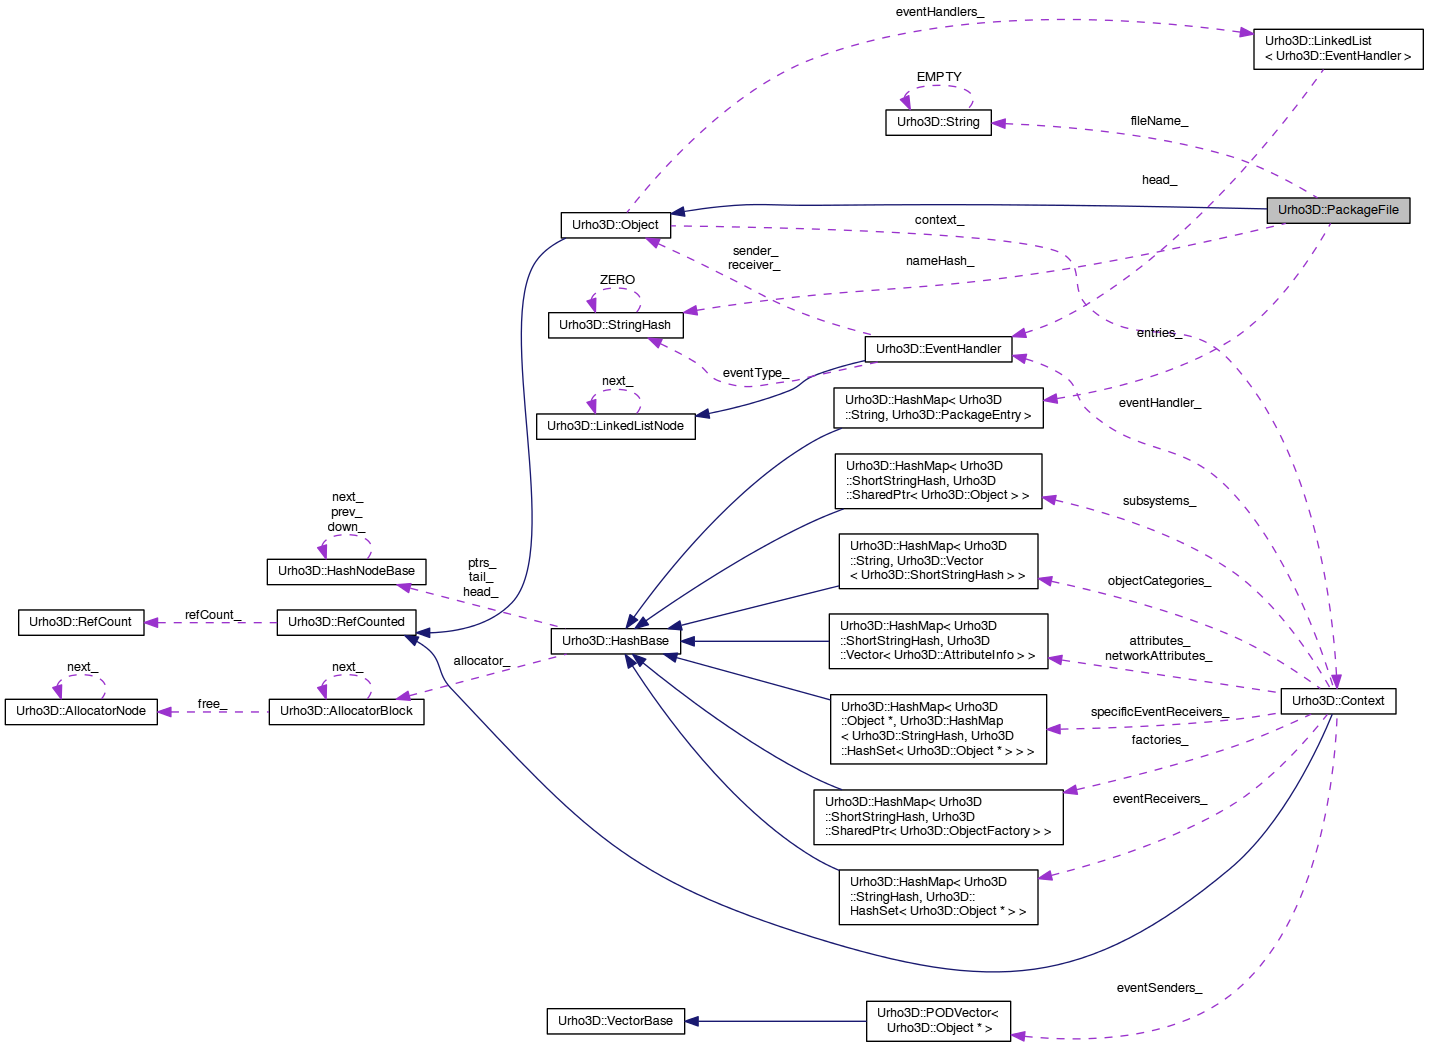 eventHandlers_
Urho3D::LinkedList
< Urho3D::EventHandler >
EMPTY
Urho3D::String
fileName_
head_
Urho3D::PackageFile
Urho3D::Object
context_
sender_
receiver_
nameHash_
ZERO
Urho3D::StringHash
entries_
Urho3D::EventHandler
eventType_
next_
Urho3D::LinkedListNode
Urho3D::HashMap< Urho3D
::String, Urho3D::PackageEntry >
eventHandler_
Urho3D::HashMap< Urho3D
::ShortStringHash, Urho3D
::SharedPtr< Urho3D::Object > >
subsystems_
next_
prev_
down_
Urho3D::HashNodeBase
ptrs_
tail_
head_
Urho3D::HashMap< Urho3D
::String, Urho3D::Vector
< Urho3D::ShortStringHash > >
objectCategories_
Urho3D::RefCount
refCount_
Urho3D::RefCounted
Urho3D::HashBase
Urho3D::HashMap< Urho3D
::ShortStringHash, Urho3D
::Vector< Urho3D::AttributeInfo > >
attributes_
networkAttributes_
next_
Urho3D::AllocatorNode
free_
next_
Urho3D::AllocatorBlock
allocator_
Urho3D::HashMap< Urho3D
::Object *, Urho3D::HashMap
< Urho3D::StringHash, Urho3D
::HashSet< Urho3D::Object * > > >
specificEventReceivers_
Urho3D::Context
factories_
Urho3D::HashMap< Urho3D
::ShortStringHash, Urho3D
::SharedPtr< Urho3D::ObjectFactory > >
eventReceivers_
Urho3D::HashMap< Urho3D
::StringHash, Urho3D::
HashSet< Urho3D::Object * > >
eventSenders_
Urho3D::VectorBase
Urho3D::PODVector<
Urho3D::Object * >